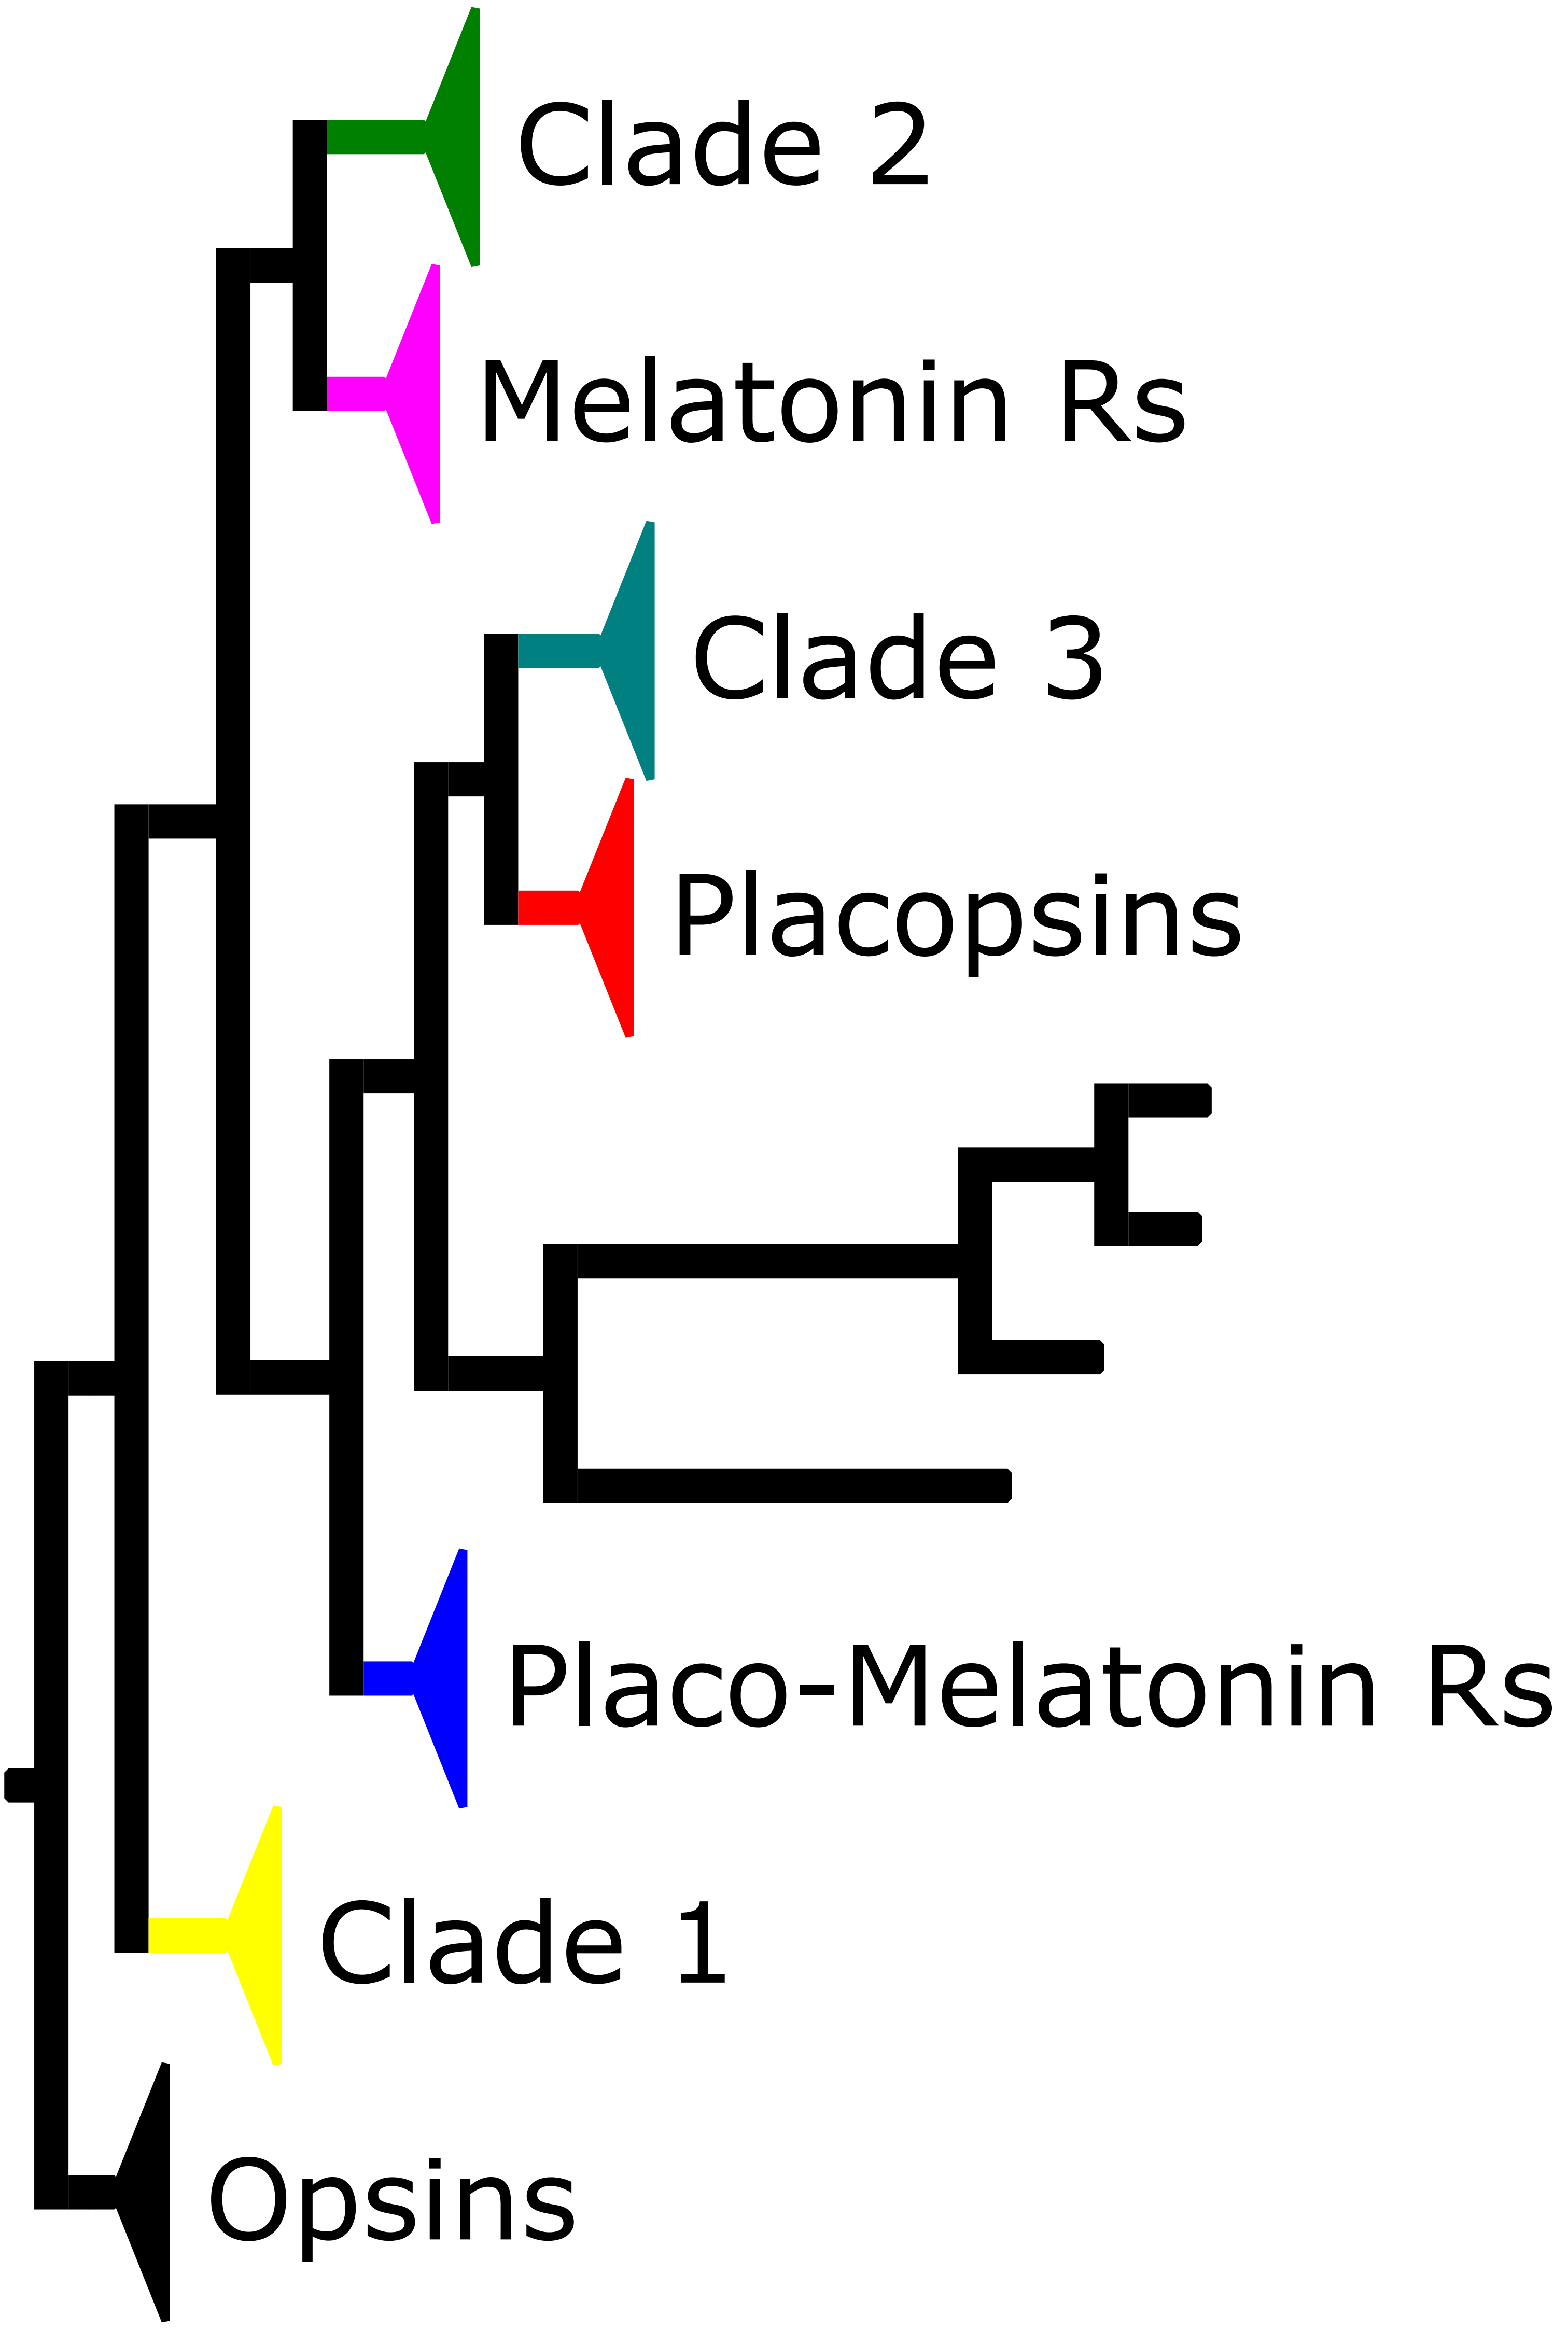 Clade 2
Melatonin Rs
Clade 3
Placopsins
Placo-Melatonin Rs
Clade 1
Opsins